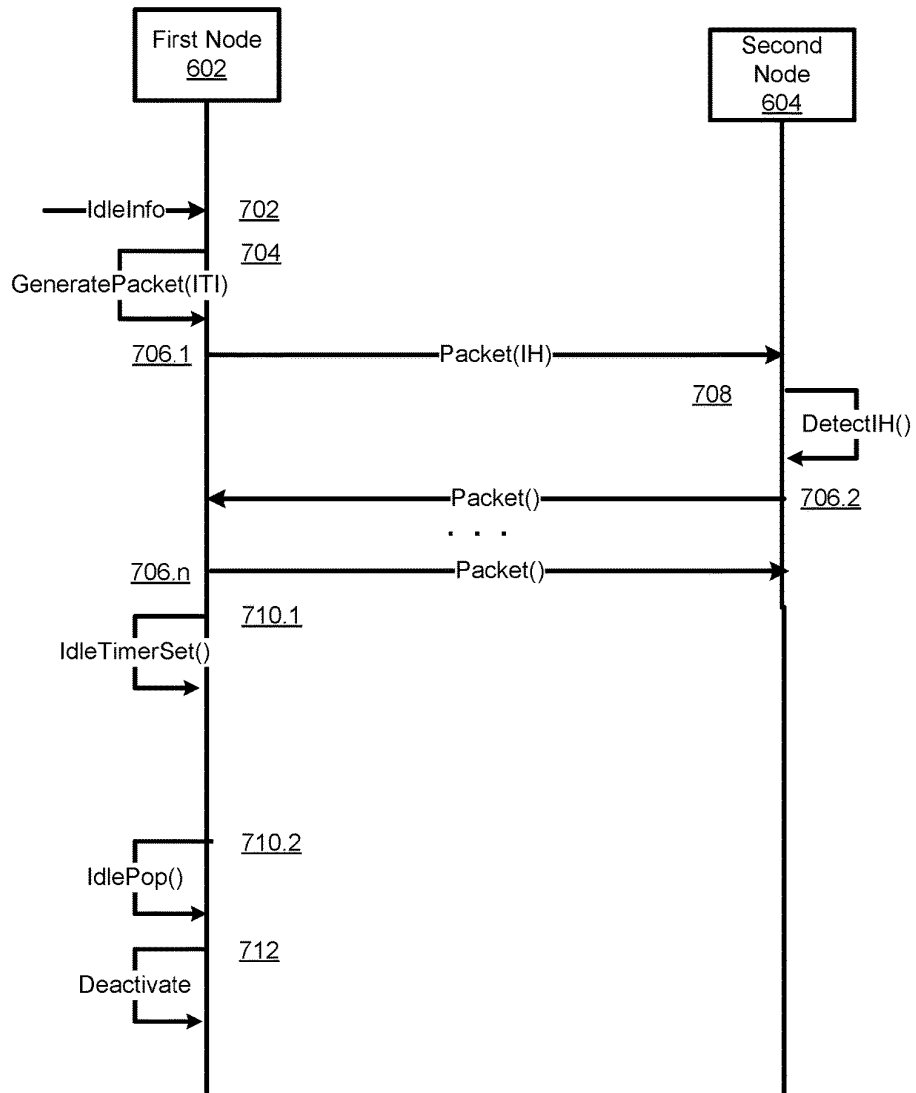 First Node
602
Second
Node
604
IdleInfo
702
704
GeneratePacket(ITI)
706.1
Packet(IH)
708
DetectIH()
Packet()
706.2
. . .
706.n
Packet()
710.1
IdleTimerSet()
710.2
IdlePop()
712
Deactivate